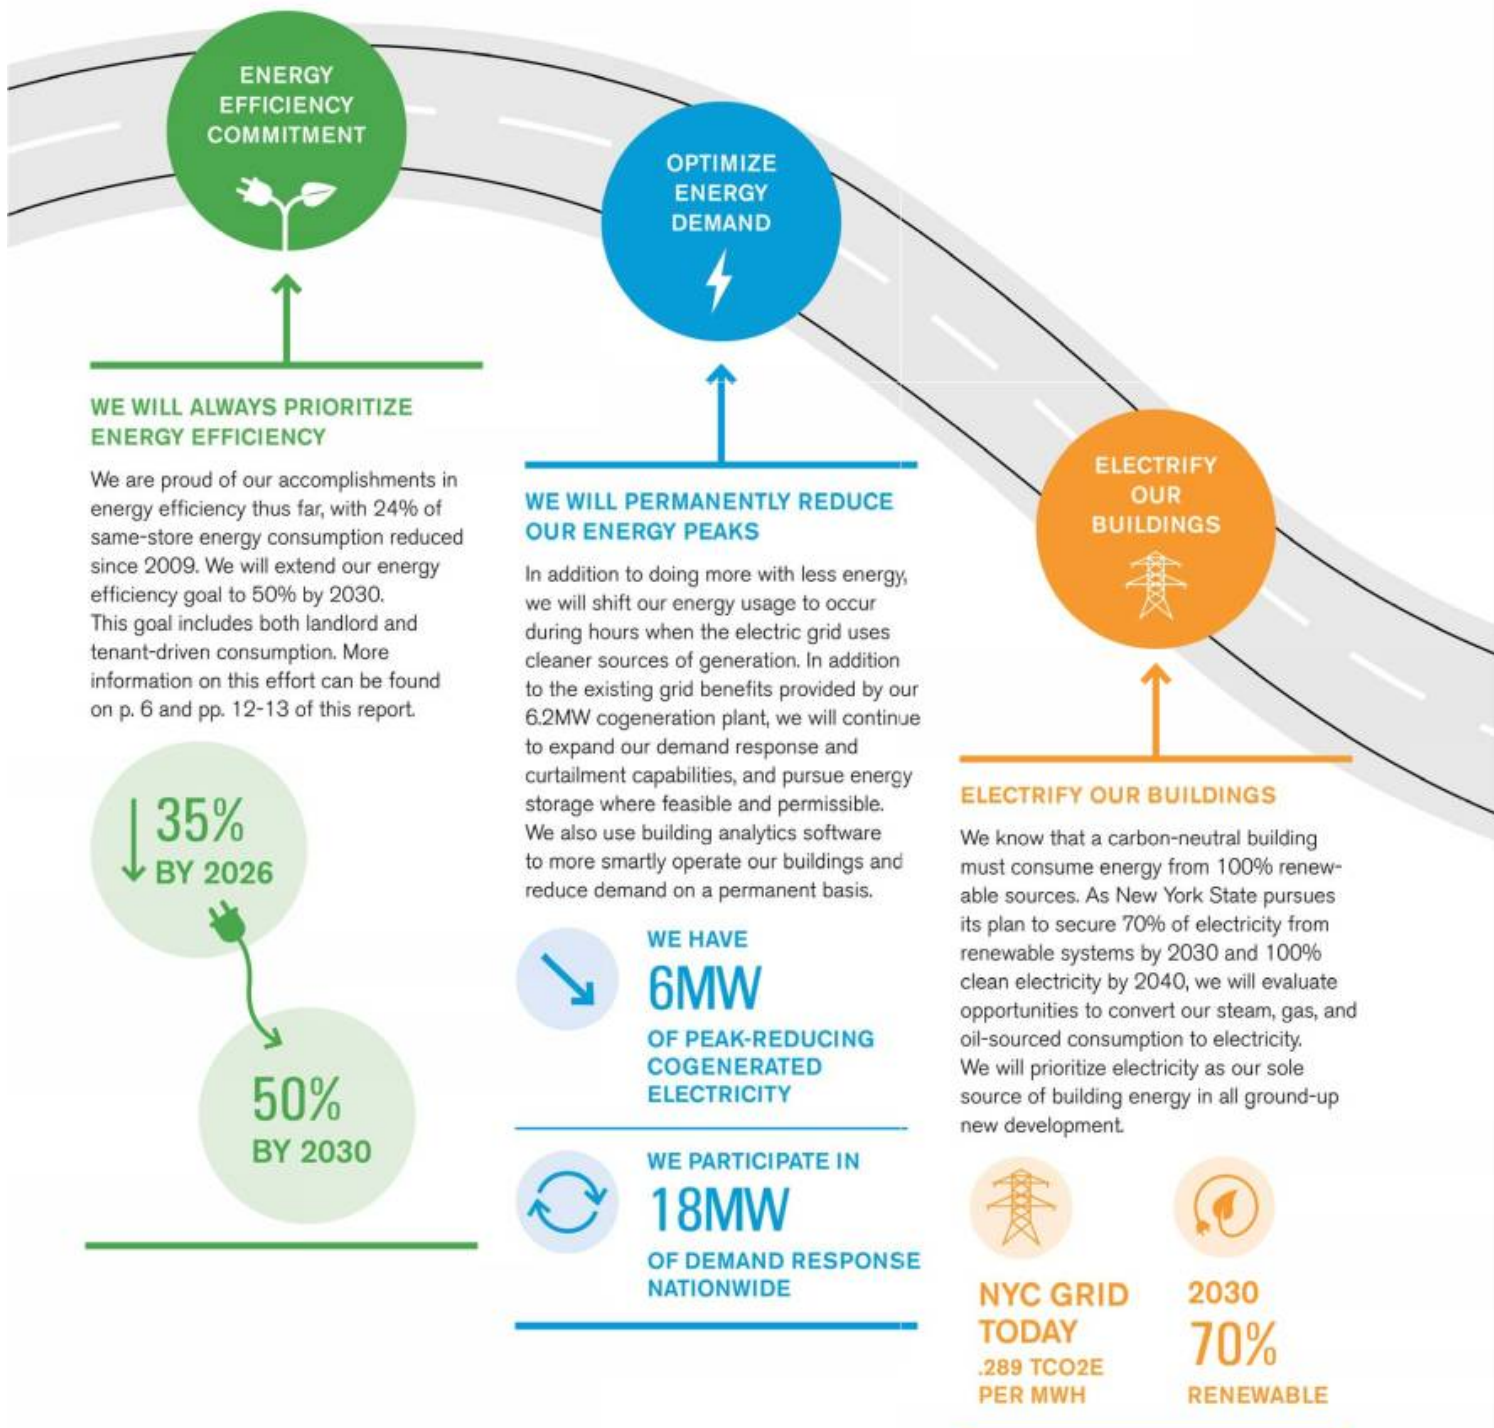 ENERGY
EFFICIENCY
COMMITMENT
WE WILL ALWAYS PRIORITIZE
ENERGY EFFICIENCY
We are proud of our accomplishments in
energy efficiency thus far, with 24% of
same-store energy consumption reduced
since 2009. We will extend our energy
efficiency goal to 50% by 2030.
This goal includes both landlord and
tenant-driven consumption. More
information on this effort can be found
on p. 6 and pp. 12-13 of this report.
35%
BY 2026
50%
BY 2030
OPTIMIZE
ENERGY
DEMAND
WE WILL PERMANENTLY REDUCE
OUR ENERGY PEAKS
In addition to doing more with less energy,
we will shift our energy usage to occur
during hours when the electric grid uses
cleaner sources of generation. In addition
to the existing grid benefits provided by our
6.2MW cogeneration plant, we will continue
to expand our demand response and
curtailment capabilities, and pursue energy
storage where feasible and permissible.
We also use building analytics software
to more smartly operate our buildings and
reduce demand on a permanent basis.
WE HAVE
6MW
OF PEAK-REDUCING
COGENERATED
ELECTRICITY
WE PARTICIPATE IN
18MW
OF DEMAND RESPONSE
NATIONWIDE
ELECTRIFY
OUR
BUILDINGS
ELECTRIFY OUR BUILDINGS
We know that a carbon-neutral building
must consume energy from 100% renew-
able sources. As New York State pursues
its plan to secure 70% of electricity from
renewable systems by 2030 and 100%
clean electricity by 2040, we will evaluate
opportunities to convert our steam, gas, and
oil-sourced consumption to electricity.
We will prioritize electricity as our sole
source of building energy in all ground-up
new development.
NYC GRID
TODAY
.289 TCO2E
PER MWH
2030
70%
RENEWABLE